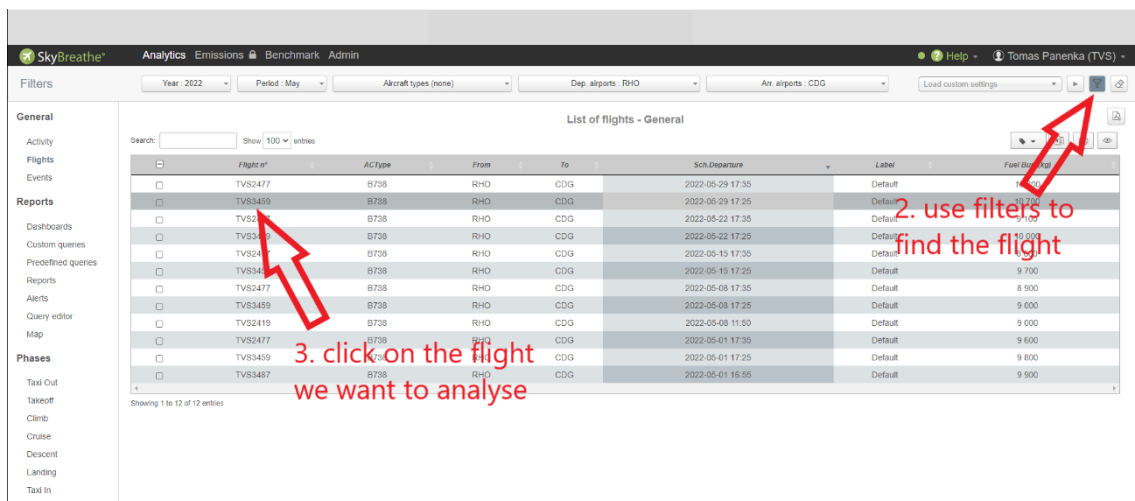 SkyBreathe®
Analytics Emissions Benchmark Admin
Help
Tomas Panenka (TVS)
Filters
Year : 2022
Period : May
Aircraft types (none)
Dep. airports : RHO
Arr. airports : CDG
Load custom settings
General
Activity
Flights
Events
Reports
Dashboards
Custom queries
Predefined queries
Reports
Alerts
Query editor
Map
Phases
Taxi Out
Takeoff
Climb
Cruise
Descent
Landing
Taxi In
List of flights - General
Search:
Show 100 entries
Flight n° ACType From To Sch.Departure Label Fuel (kg)
TVS2477 B738 RHO CDG 2022-05-29 17:35 Default
TVS3459 B738 RHO CDG 2022-05-29 17:25 Default 10 700
B738 RHO CDG 2022-05-22 17:35 Default 9 100
B738 RHO CDG 2022-05-22 17:25 Default 10 000
B738 RHO CDG 2022-05-15 17:35 Default
B738 RHO CDG 2022-05-15 17:25 Default 9 700
TVS2477 B738 RHO CDG 2022-05-08 17:35 Default 8 900
TVS3459 B738 RHO CDG 2022-05-08 17:25 Default 9 000
TVS2419 B738 RHO CDG 2022-05-08 11:50 Default 9 000
TVS2477 B738 RHO CDG 2022-05-01 17:35 Default 9 600
TVS3459 B738 RHO CDG 2022-05-01 17:25 Default 9 800
TVS3487 B738 RHO CDG 2022-05-01 16:55 Default 9 900
Showing 1 to 12 of 12 entries
2. use filters to
find the flight
3. click on the flight
we want to analyse